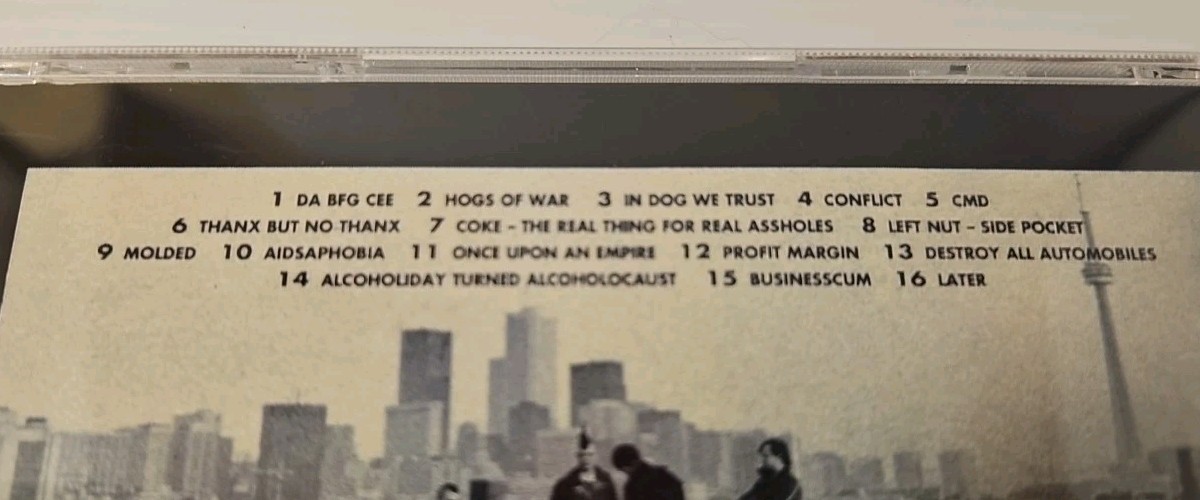 1 DA BFG CEE 2 HOGS OF WAR 3 IN DOG WE TRUST 4 CONFLICT 5 CMD
6 THANX BUT NO THANX 7 COKE - THE REAL THING FOR REAL ASSHOLES 8 LEFT NUT - SIDE POCKET
9 MOLDED 10 AIDSAPHOBIA 11 ONCE UPON AN EMPIRE 12 PROFIT MARGIN 13 DESTROY ALL AUTOMOBILES
14 ALCOHOLIDAY TURNED ALCOHOLOCAUST 15 BUSINESSCUM 16 LATER